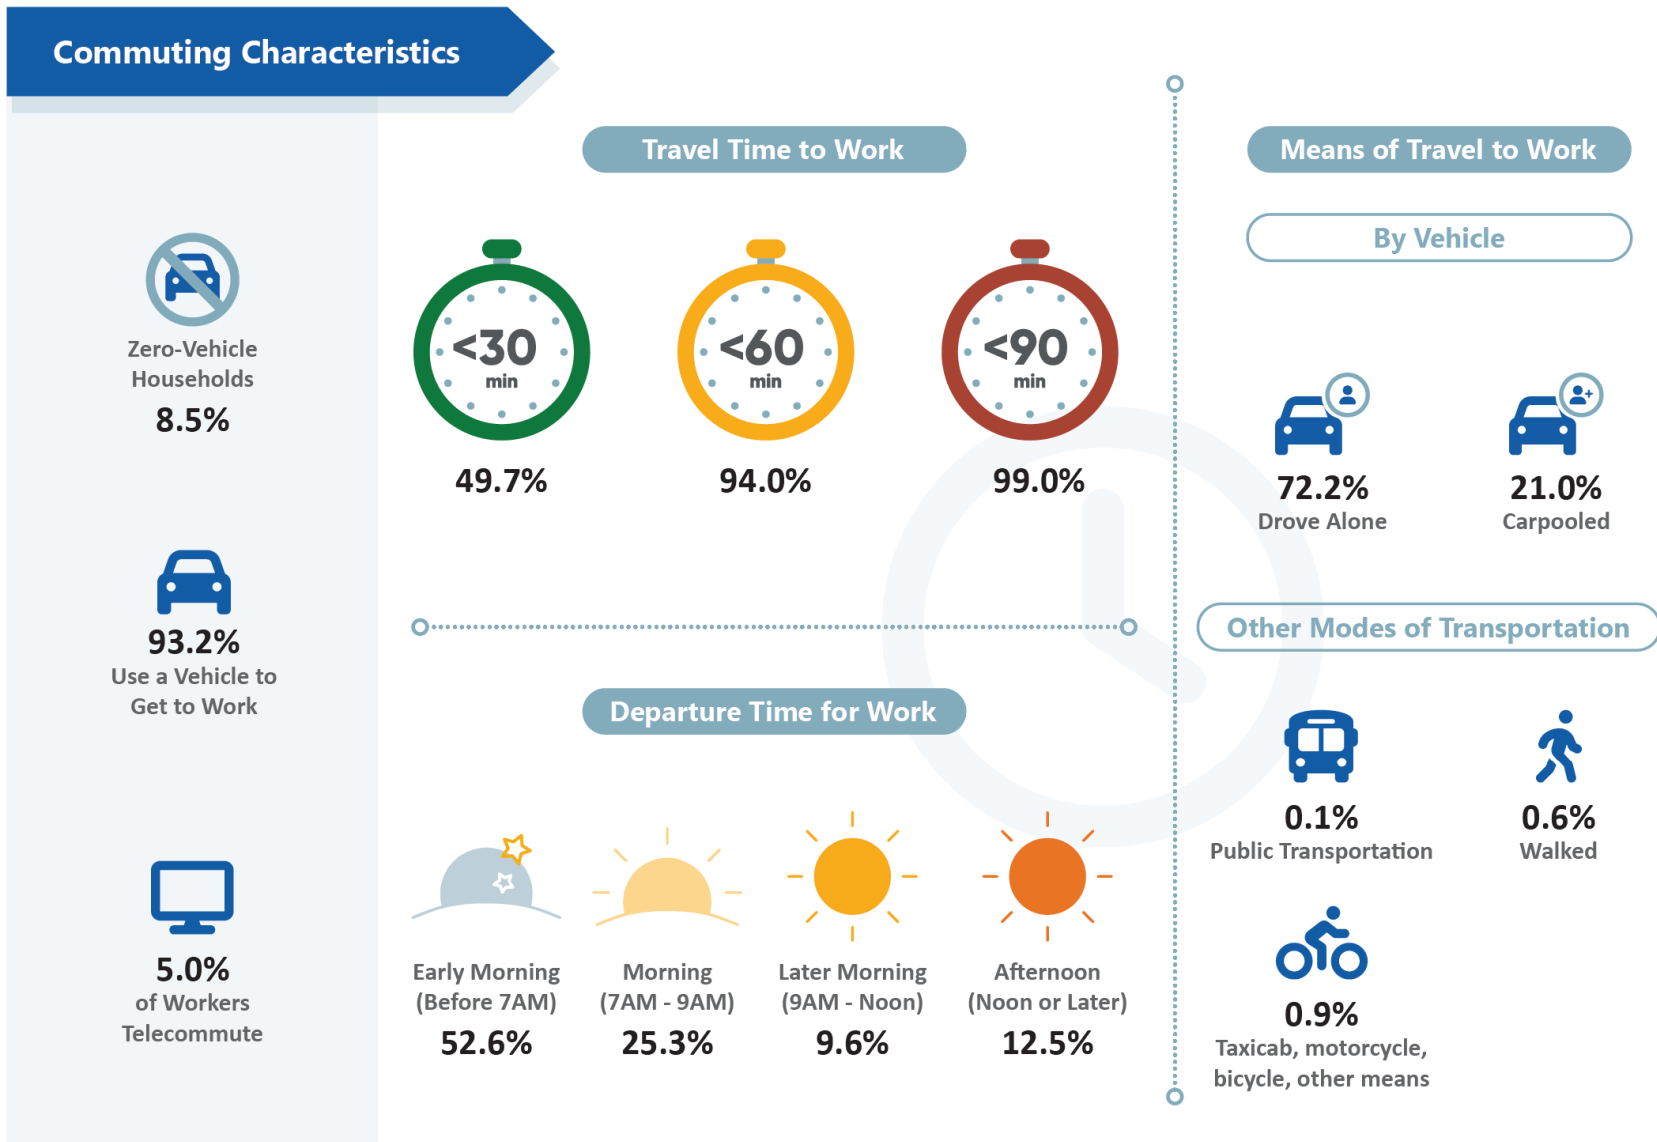 Commuting Characteristics
Zero-Vehicle
Households
8.5%
93.2%
Use a Vehicle to
Get to Work
5.0%
of Workers
Telecommute
Travel Time to Work
<30
min
49.7%
<60
min
94.0%
<90
min
99.0%
Departure Time for Work
Early Morning
(Before 7AM)
52.6%
Morning
(7AM - 9AM)
25.3%
Later Morning
(9AM - Noon)
9.6%
Afternoon
(Noon or Later)
12.5%
Means of Travel to Work
By Vehicle
72.2%
Drove Alone
21.0%
Carpooled
Other Modes of Transportation
0.1%
Public Transportation
0.6%
Walked
0.9%
Taxicab, motorcycle,
bicycle, other means